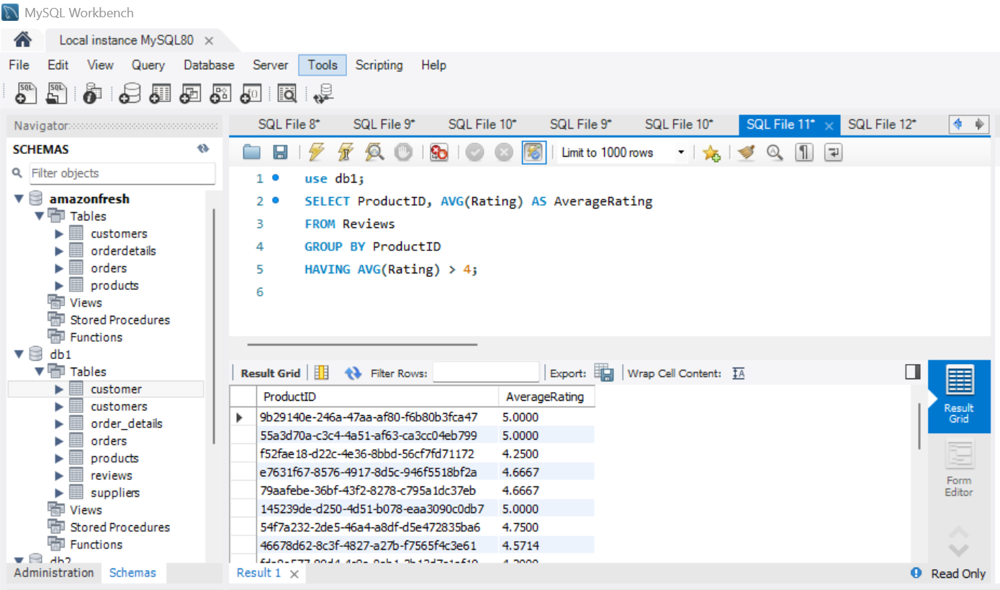 MySQL Workbench
Local instance MySQL80
File Edit View Query Database Server Tools Scripting Help
SQL SQL
Navigator
SCHEMAS
Filter objects
amazonfresh
Tables
customers
orderdetails
orders
products
Views
Stored Procedures
Functions
db1
Tables
customer
customers
order_details
orders
products
reviews
suppliers
Views
Stored Procedures
Functions
db2
Administration Schemas
SQL File 8* SQL File 9* SQL File 10* SQL File 9* SQL File 10* SQL File 11* SQL File 12*
Limit to 1000 rows
1 use db1;
2 SELECT ProductID, AVG(Rating) AS AverageRating
3 FROM Reviews
4 GROUP BY ProductID
5 HAVING AVG(Rating) > 4;
6
Result Grid Filter Rows: Export: Wrap Cell Content:
ProductID AverageRating
9b29140e-246a-47aa-af80-f6b80b3fca47 5.0000
55a3d70a-c3c4-4a51-af63-ca3cc04eb799 5.0000
f52fae18-d22c-4e36-8bbd-56cf7fd71172 4.2500
e7631f67-8576-4917-8d5c-946f5518bf2a 4.6667
79aafebe-36bf-43f2-8278-c795a1dc37eb 4.6667
145239de-d250-4d51-b078-eaa3090c0db7 5.0000
54f7a232-2de5-46a4-a8df-d5e472835ba6 4.7500
46678d62-8c3f-4827-a27b-f7565f4c3e61 4.5714
Result
Grid
Form
Editor
Result 1
Read Only